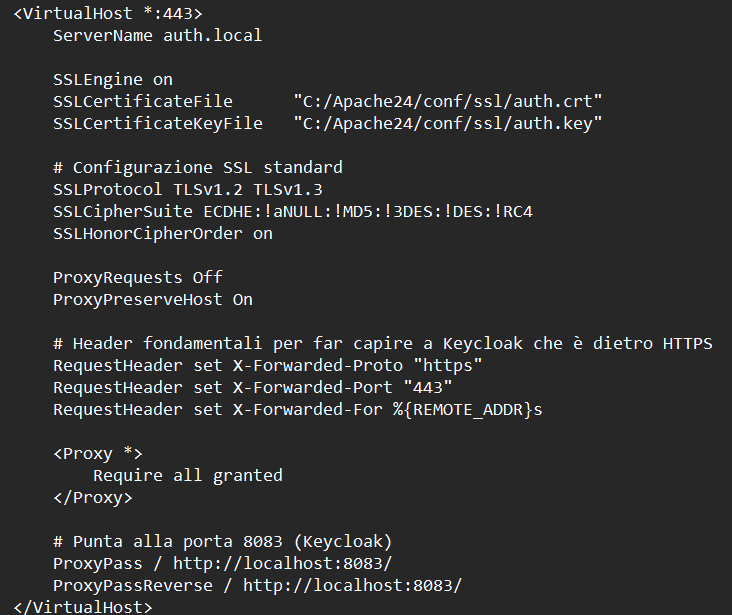 <VirtualHost *:443>
    ServerName auth.local

    SSLEngine on
    SSLCertificateFile      "C:/Apache24/conf/ssl/auth.crt"
    SSLCertificateKeyFile   "C:/Apache24/conf/ssl/auth.key"

    # Configurazione SSL standard
    SSLProtocol TLSv1.2 TLSv1.3
    SSLCipherSuite ECDHE:!aNULL:!MD5:!3DES:!DES:!RC4
    SSLHonorCipherOrder on

    ProxyRequests Off
    ProxyPreserveHost On

    # Header fondamentali per far capire a Keycloak che è dietro HTTPS
    RequestHeader set X-Forwarded-Proto "https"
    RequestHeader set X-Forwarded-Port "443"
    RequestHeader set X-Forwarded-For %{REMOTE_ADDR}s

    <Proxy *>
        Require all granted
    </Proxy>

    # Punta alla porta 8083 (Keycloak)
    ProxyPass / http://localhost:8083/
    ProxyPassReverse / http://localhost:8083/
</VirtualHost>